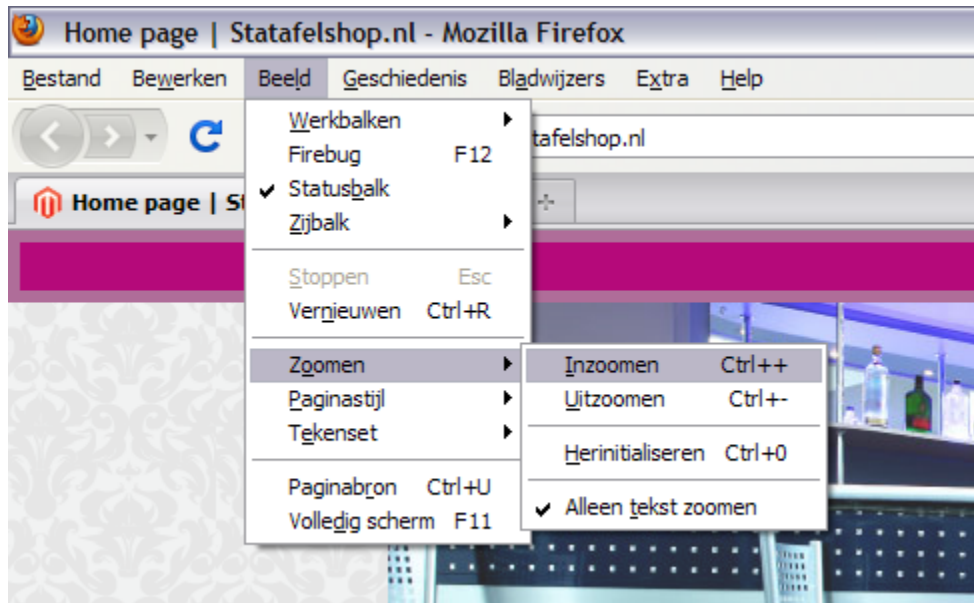 Home page | Statafelshop.nl - Mozilla Firefox
Bestand Bewerken Beeld Geschiedenis Bladwijzers Extra Help
tafelshop.nl
Home page | St
Werkbalken
Firebug F12
Statusbalk
Zijbalk
Stoppen Esc
Vernieuwen Ctrl+R
Zoomen
Paginastijl
Tekenset
Paginabron Ctrl+U
Volledig scherm F11
Inzoomen Ctrl++
Uitzoomen Ctrl+-
Herinitialiseren Ctrl+0
Alleen tekst zoomen